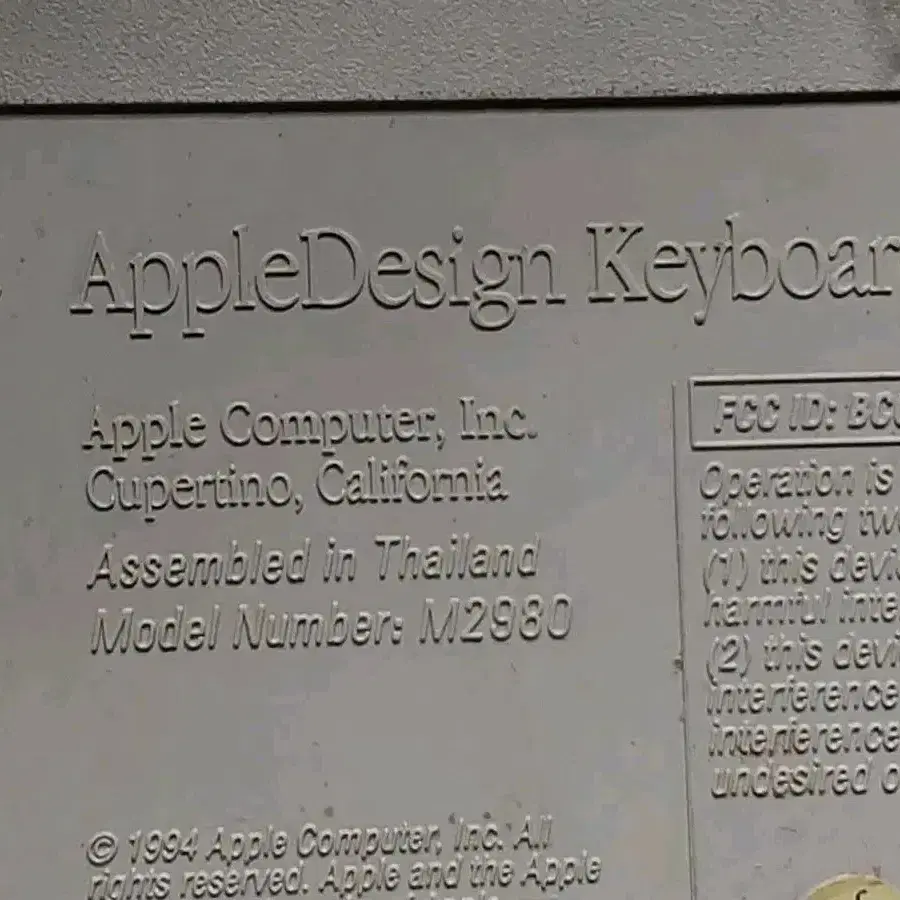 AppleDesign Keyboar
Apple Computer, Inc.
Cupertino, California
Assembled in Thailand
Model Number: M2980
© 1994 Apple Computer, Inc. All
rights reserved. Apple and the Apple
FCC ID: BCG
Operation is
following tw
(1) this devi
harmful inte
(2) this devi
interference
interference
undesired o